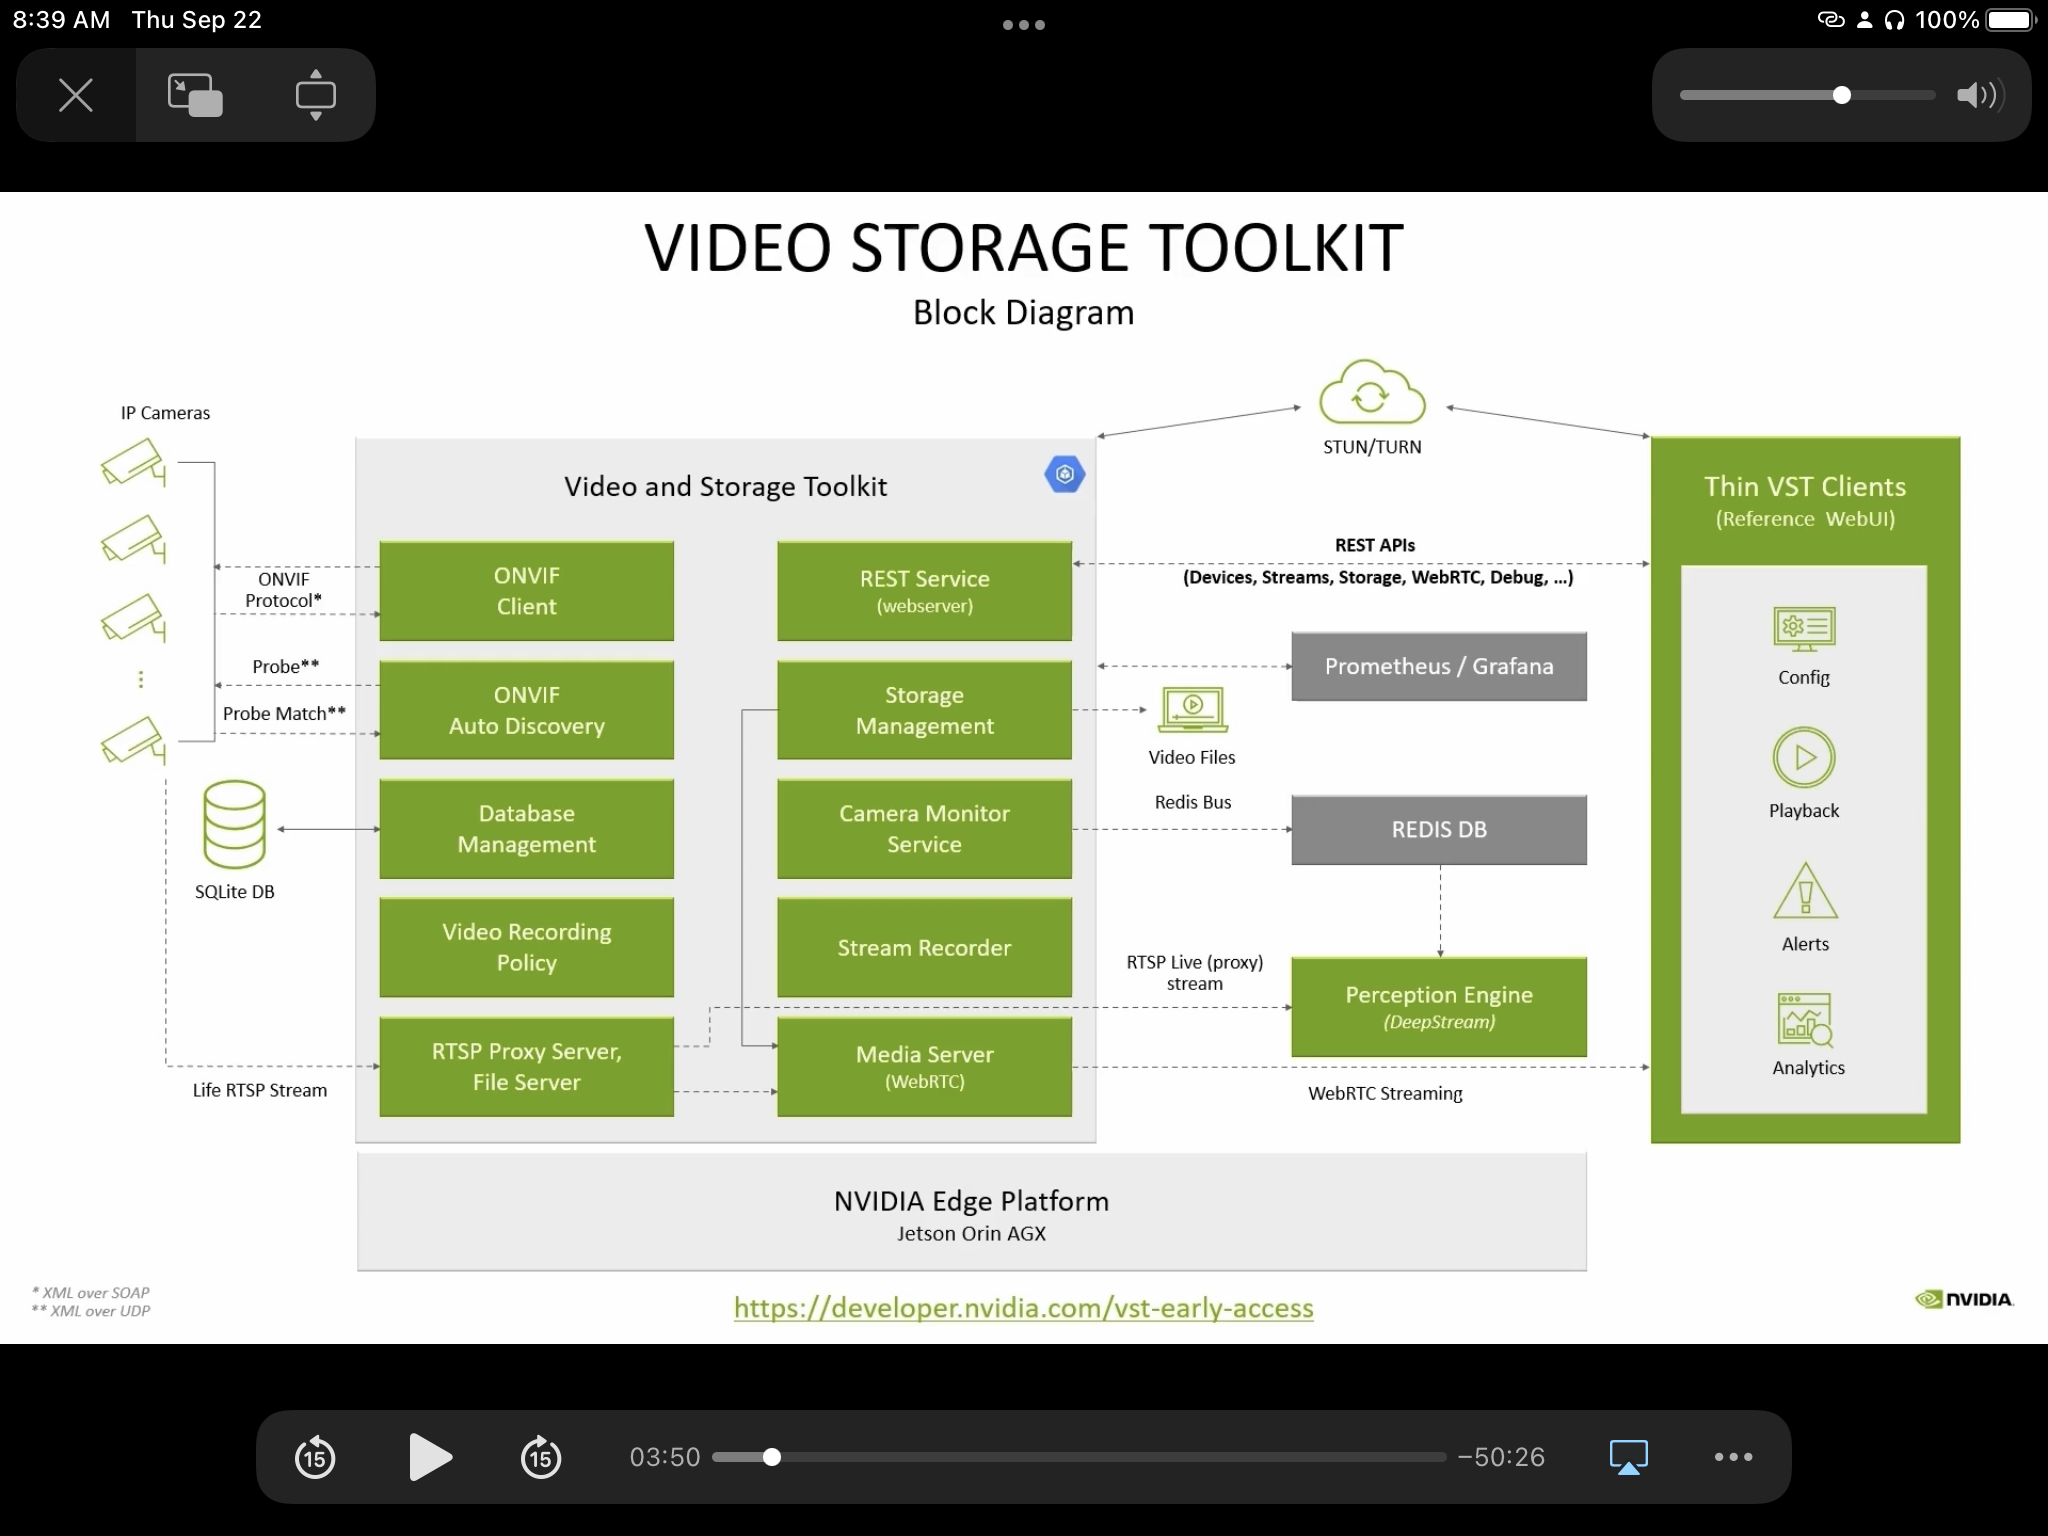 8:39 AM Thu Sep 22
100%
VIDEO STORAGE TOOLKIT
Block Diagram
IP Cameras
STUN/TURN
Video and Storage Toolkit
Thin VST Clients
(Reference WebUI)
ONVIF
Client
REST Service
(webserver)
REST APIs
(Devices, Streams, Storage, WebRTC, Debug, ...)
ONVIF
Protocol*
Probe**
Probe Match**
ONVIF
Auto Discovery
Storage
Management
Prometheus / Grafana
Video Files
Config
SQLite DB
Database
Management
Camera Monitor
Service
Redis Bus
REDIS DB
Playback
Video Recording
Policy
Stream Recorder
RTSP Live (proxy)
stream
Perception Engine
(DeepStream)
Alerts
Life RTSP Stream
RTSP Proxy Server,
File Server
Media Server
(WebRTC)
WebRTC Streaming
Analytics
NVIDIA Edge Platform
Jetson Orin AGX
* XML over SOAP
** XML over UDP
https://developer.nvidia.com/vst-early-access
NVIDIA.
15
15
03:50
−50:26